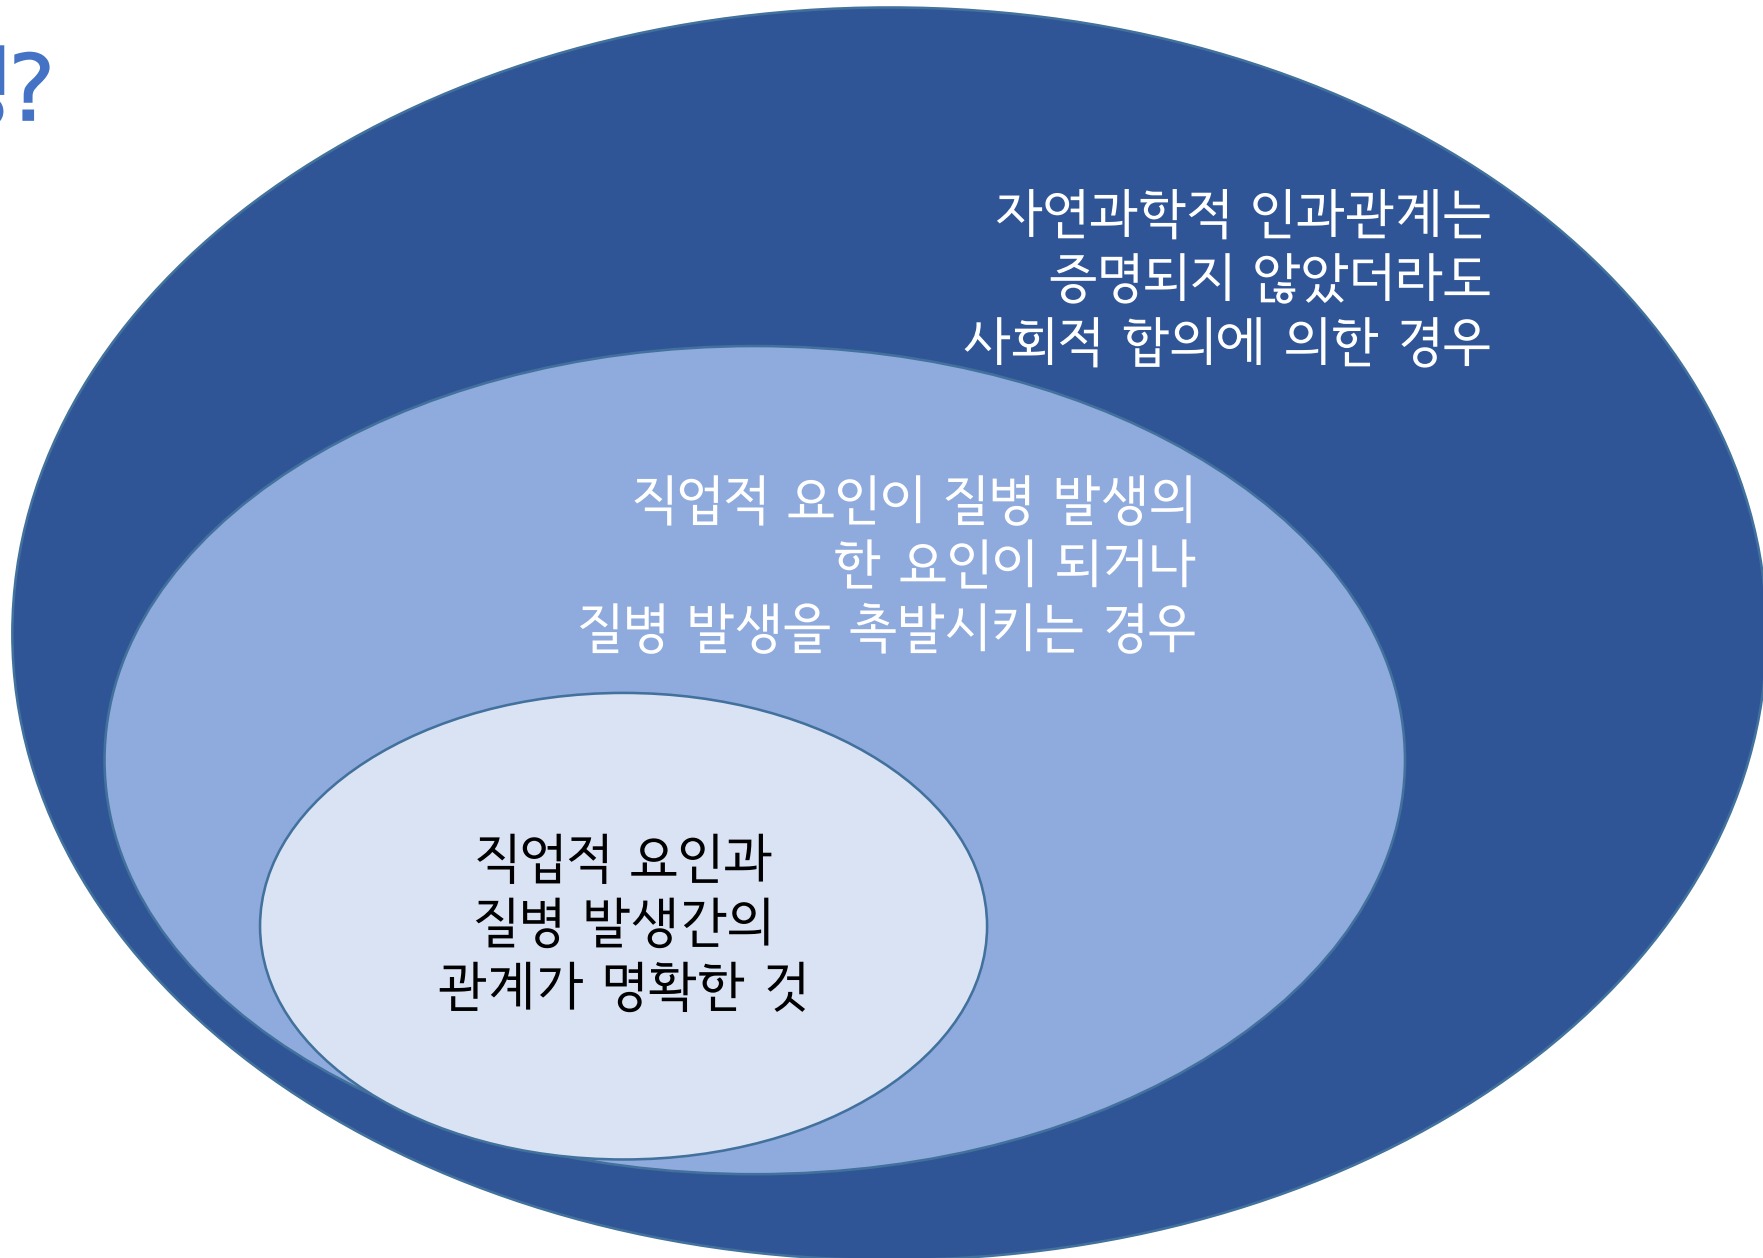 ?
자연과학적 인과관계는
증명되지 않았더라도
사회적 합의에 의한 경우
직업적 요인이 질병 발생의
한 요인이 되거나
질병 발생을 촉발시키는 경우
직업적 요인과
질병 발생간의
관계가 명확한 것